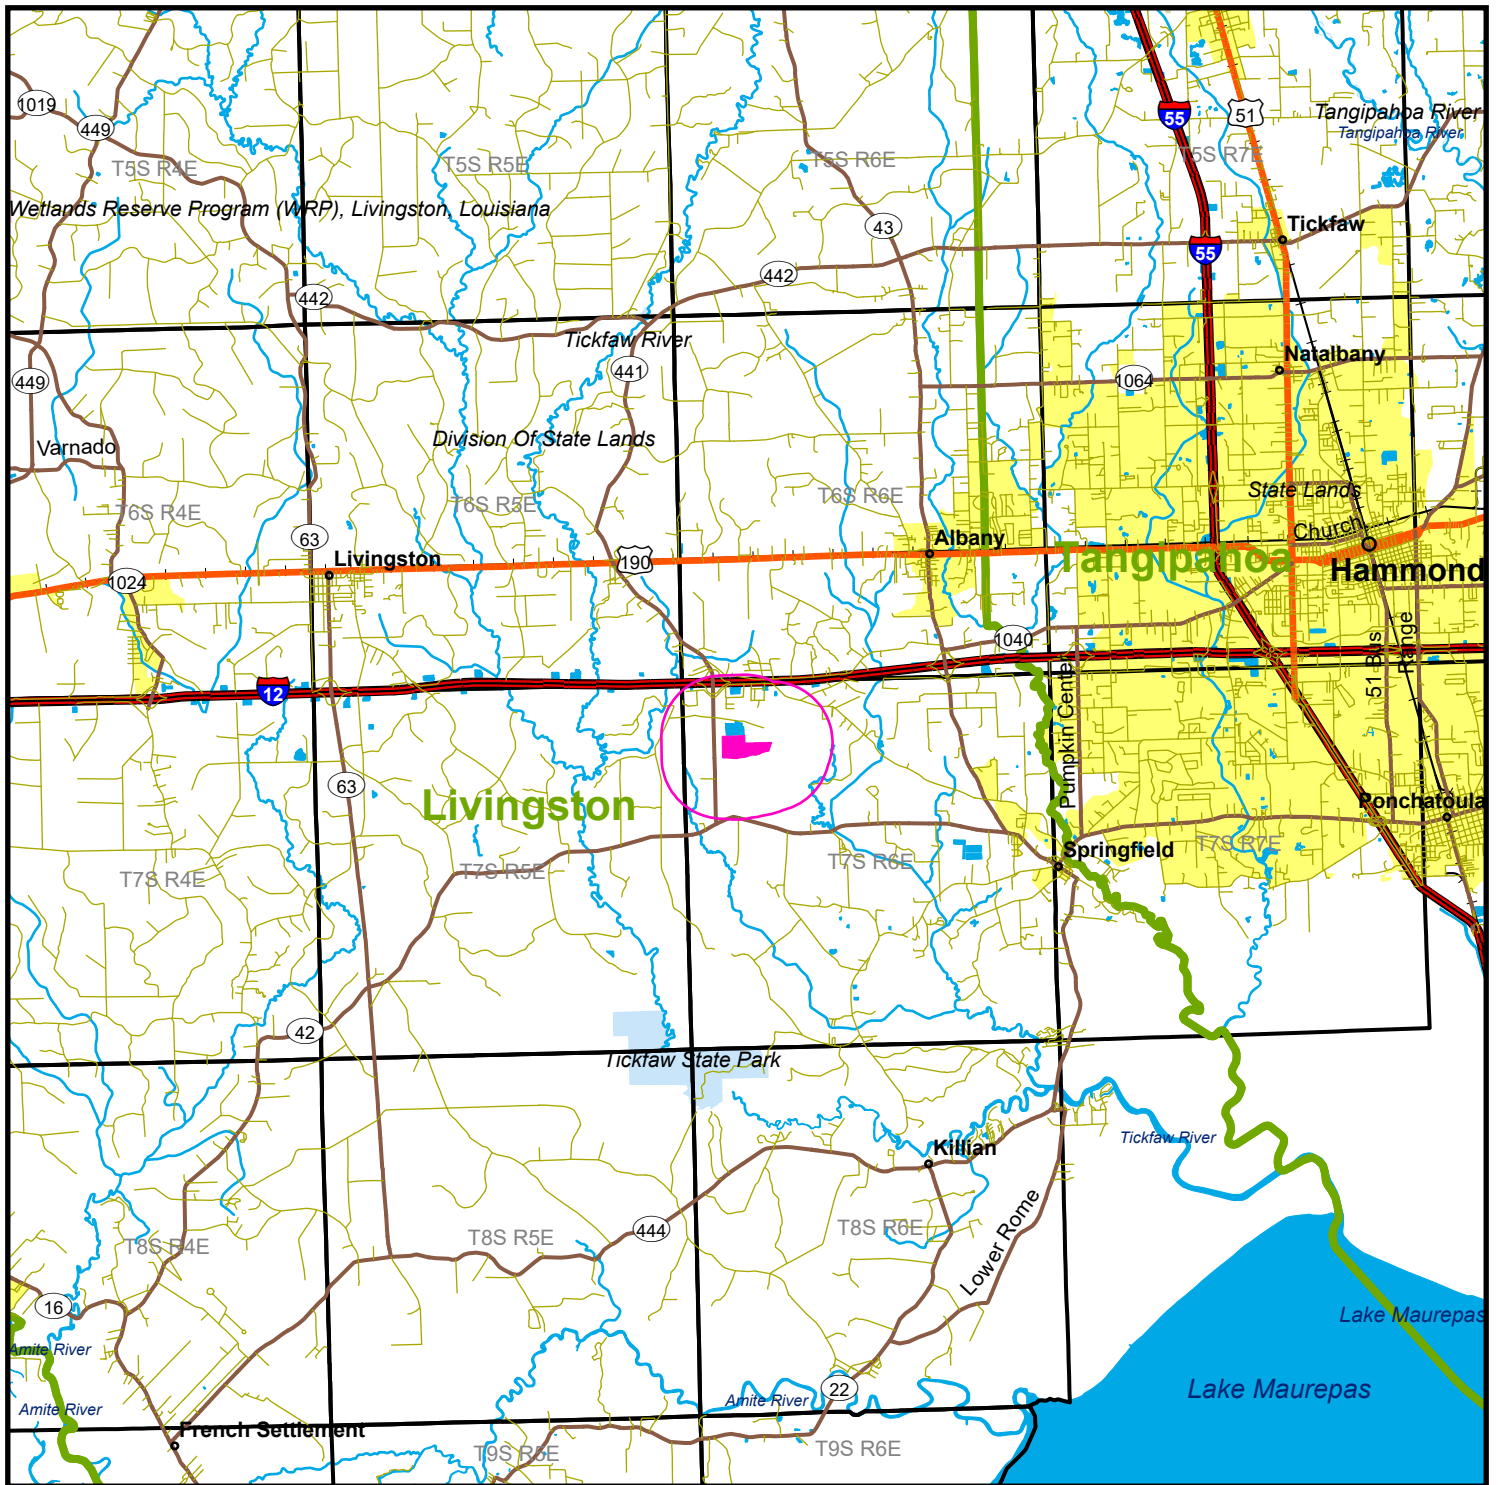 1019
449
55
51
Tangipahoa River
Tangipahoa River
T5S R4E
T5S R5E
T5S R6E
T5S R7E
Wetlands Reserve Program (WRP), Livingston, Louisiana
43
Tickfaw
55
442
442
Tickfaw River
441
449
Natalbany
1064
Varnado
Division Of State Lands
State Lands
T6S R4E
T6S R5E
T6S R6E
63
Church
Albany
Livingston
190
Tangipahoa
Hammond
1024
1040
51 Bus
Range
12
Pumpkin Center
63
Livingston
Ponchatoula
Springfield
T7S R4E
T7S R5E
T7S R6E
T7S R7E
42
Tickfaw State Park
Tickfaw River
Killian
444
T8S R4E
T8S R5E
T8S R6E
Lower Rome
16
Lake Maurepas
Amite River
Lake Maurepas
22
Amite River
Amite River
French Settlement
T9S R5E
T9S R6E